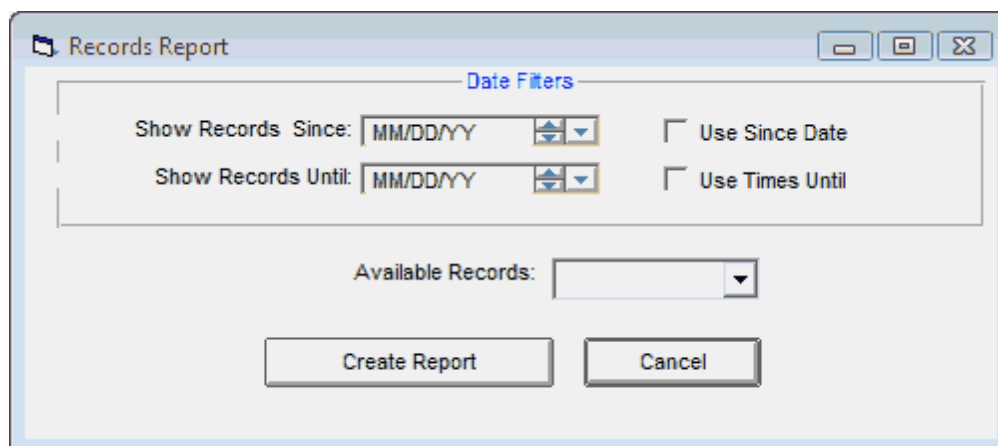 Records Report
Date Filters
Show Records Since: MM/DD/YY Use Since Date
Show Records Until: MM/DD/YY Use Times Until
Available Records:
Create Report Cancel